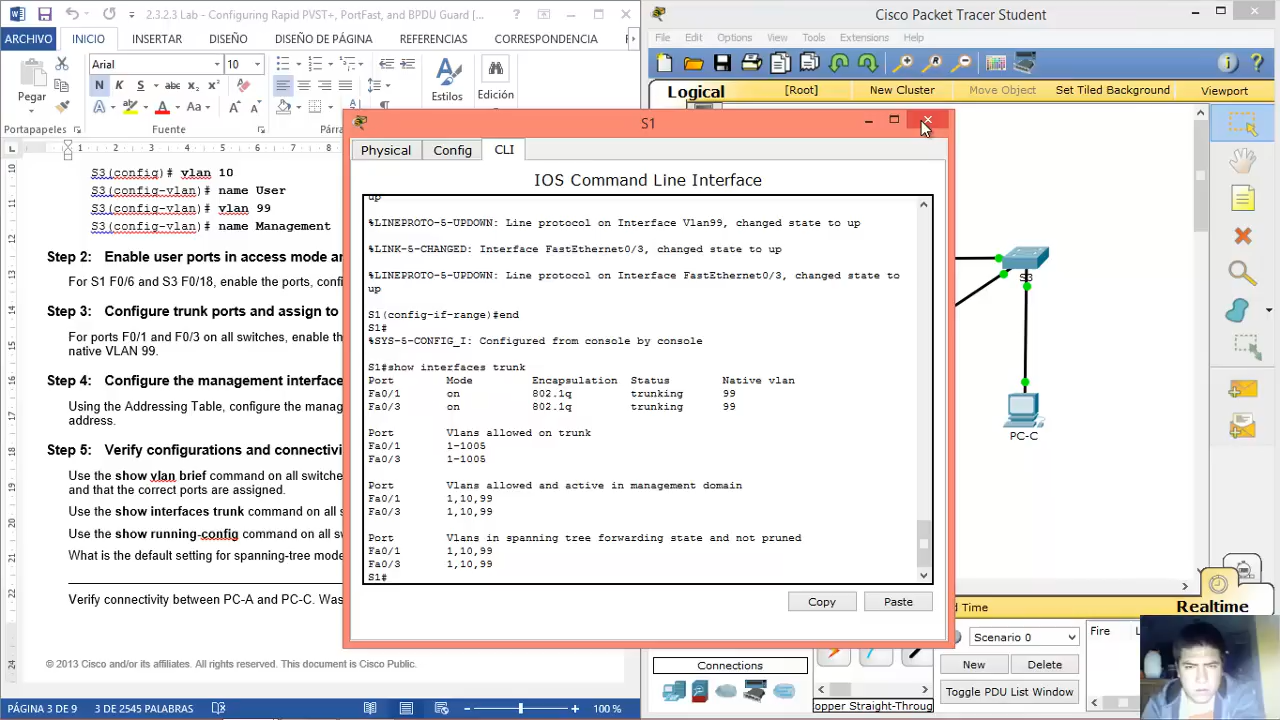 2.3.2.3 Lab - Configuring Rapid PVST+, PortFast, and BPDU Guard [...
ARCHIVO INICIO INSERTAR DISEÑO DISEÑO DE PÁGINA REFERENCIAS CORRESPONDENCIA
Arial 10
Pegar
N K S abc x₂ x²
Estilos
Edición
Portapapeles
S3(config)# vlan 10
S3(config-vlan)# name User
S3(config-vlan)# vlan 99
S3(config-vlan)# name Management
Step 2: Enable user ports in access mode
For S1 F0/6 and S3 F0/18, enable the ports,
Step 3: Configure trunk ports and assign to
For ports F0/1 and F0/3 on all switches, enable
native VLAN 99.
Step 4: Configure the management interface
Using the Addressing Table, configure the
address.
Step 5: Verify configurations and
Use the show vlan brief command on all
and that the correct ports are assigned.
Use the show interfaces trunk command on all
Use the show running-config command on all
What is the default setting for spanning-tree
Verify connectivity between PC-A and PC-C.
© 2013 Cisco and/or its affiliates. All rights reserved. This document is Cisco Public.
PÁGINA 3 DE 9 3 DE 2545 PALABRAS 100 %
Cisco Packet Tracer Student
File Edit Options View Tools Extensions Help
Logical [Root] New Cluster Move Object Set Tiled Background Viewport
S1
Physical Config CLI
IOS Command Line Interface
up
%LINEPROTO-5-UPDOWN: Line protocol on Interface Vlan99, changed state to up
%LINK-5-CHANGED: Interface FastEthernet0/3, changed state to up
%LINEPROTO-5-UPDOWN: Line protocol on Interface FastEthernet0/3, changed state to
up
S1(config-if-range)#end
S1#
%SYS-5-CONFIG_I: Configured from console by console
S1#show interfaces trunk
Port Mode Encapsulation Status Native vlan
Fa0/1 on 802.1q trunking 99
Fa0/3 on 802.1q trunking 99
Port Vlans allowed on trunk
Fa0/1 1-1005
Fa0/3 1-1005
Port Vlans allowed and active in management domain
Fa0/1 1,10,99
Fa0/3 1,10,99
Port Vlans in spanning tree forwarding state and not pruned
Fa0/1 1,10,99
Fa0/3 1,10,99
S1#
Copy Paste
S3
PC-C
Time Realtime
Scenario 0 Fire
New Delete
Toggle PDU List Window
Connections
opper Straight-Throug